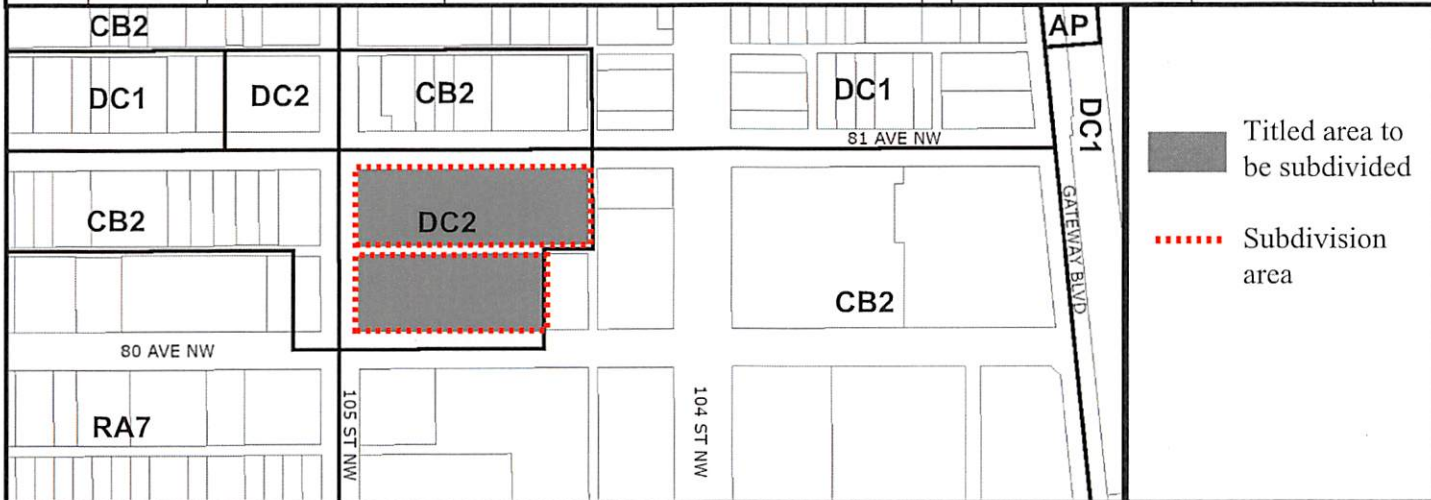 CB2
AP
DC1
DC2
CB2
DC1
DC1
81 AVE NW
Titled area to
be subdivided
CB2
DC2
GATEWAY BLVD
Subdivision
area
CB2
80 AVE NW
105 ST NW
104 ST NW
RA7